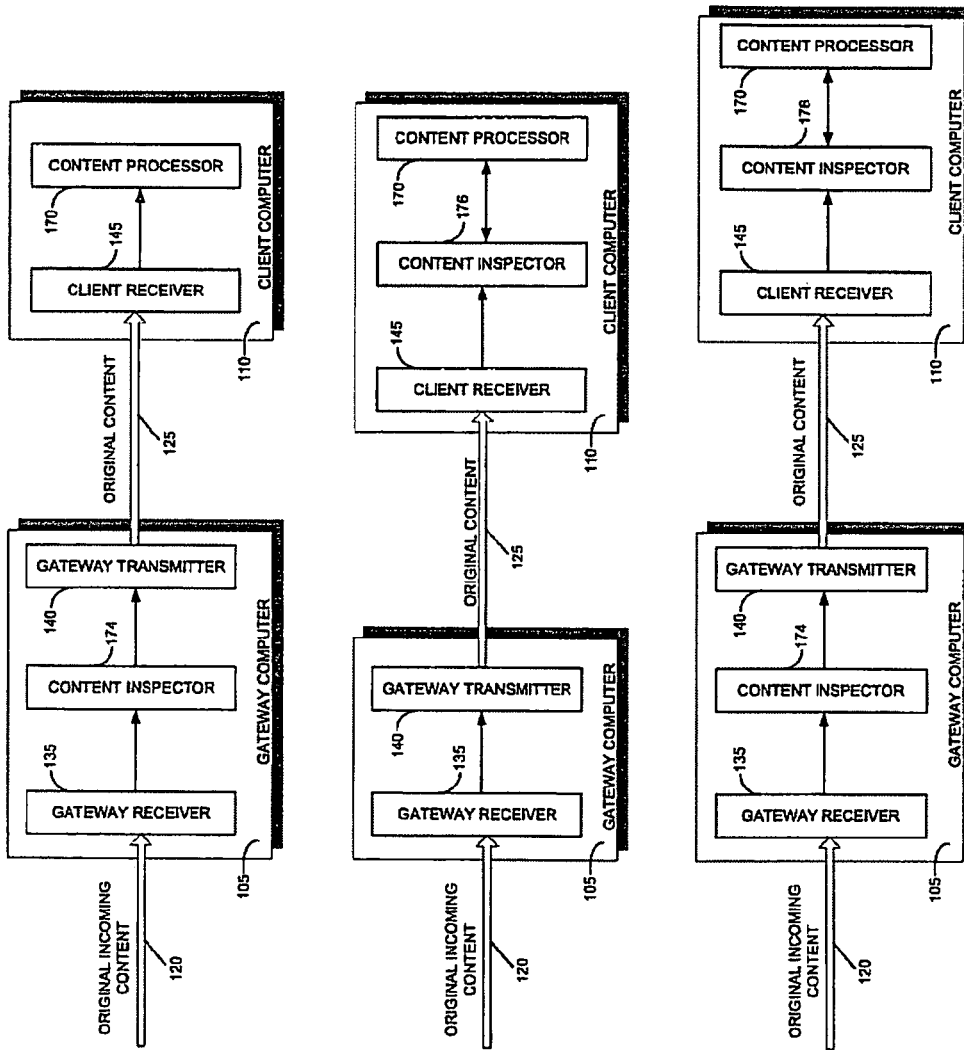 ORIGINAL INCOMING
CONTENT
120
105
GATEWAY RECEIVER
135
CONTENT INSPECTOR
174
GATEWAY TRANSMITTER
140
GATEWAY COMPUTER
ORIGINAL CONTENT
125
110
CLIENT RECEIVER
145
CONTENT PROCESSOR
170
CLIENT COMPUTER
ORIGINAL INCOMING
CONTENT
120
105
GATEWAY RECEIVER
135
GATEWAY TRANSMITTER
140
GATEWAY COMPUTER
ORIGINAL CONTENT
125
110
CLIENT RECEIVER
145
CONTENT INSPECTOR
176
CONTENT PROCESSOR
170
CLIENT COMPUTER
ORIGINAL INCOMING
CONTENT
120
105
GATEWAY RECEIVER
135
CONTENT INSPECTOR
174
GATEWAY TRANSMITTER
140
GATEWAY COMPUTER
ORIGINAL CONTENT
125
110
CLIENT RECEIVER
145
CONTENT INSPECTOR
176
CONTENT PROCESSOR
170
CLIENT COMPUTER